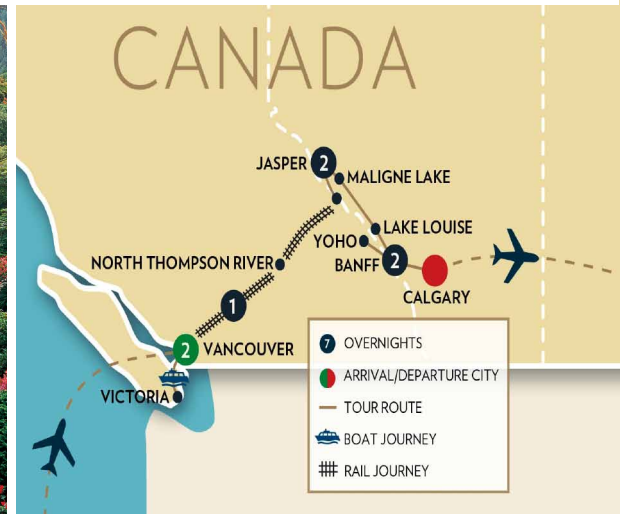 CANADA
JASPER 2
MALIGNE LAKE
LAKE LOUISE
YOHO
BANFF 2
NORTH THOMPSON RIVER
CALGARY
1
2 VANCOUVER
VICTORIA
7 OVERNIGHTS
ARRIVAL/DEPARTURE CITY
TOUR ROUTE
BOAT JOURNEY
RAIL JOURNEY